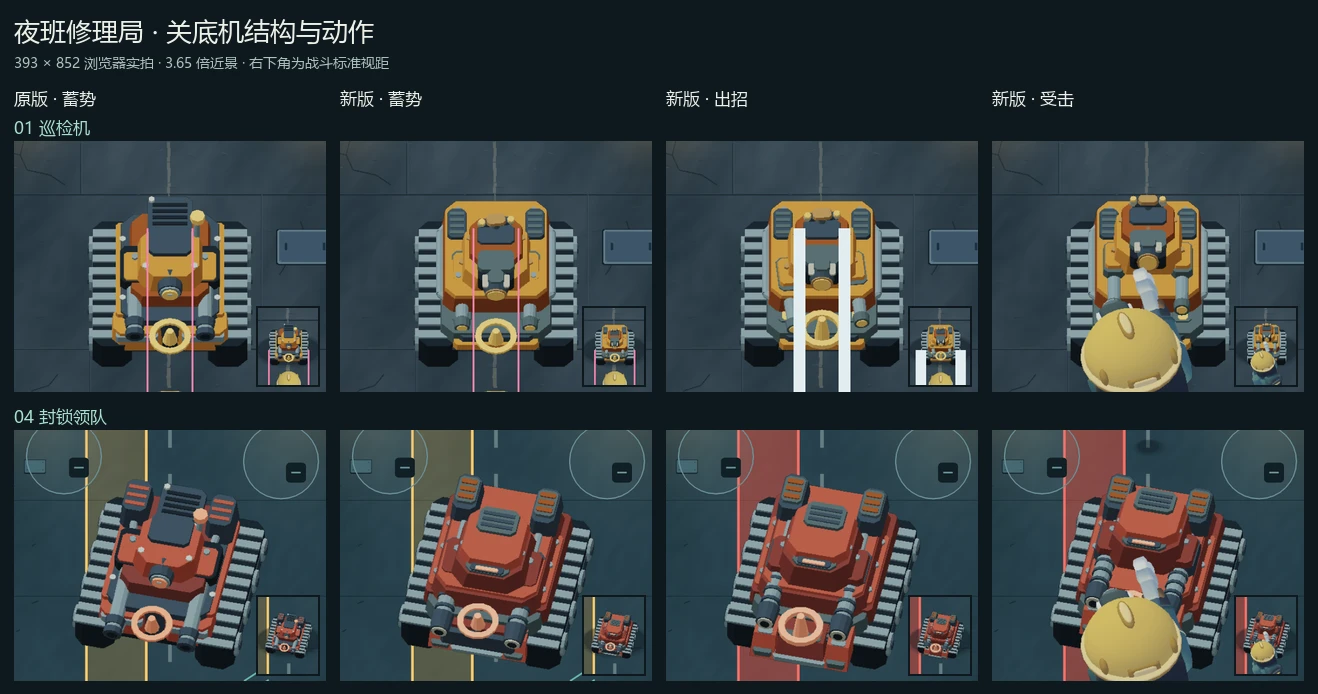 夜班修理局 · 关底机结构与动作
393 × 852 浏览器实拍 · 3.65 倍近景 · 右下角为战斗标准视距
原版 · 蓄势
新版 · 蓄势
新版 · 出招
新版 · 受击
01 巡检机
04 封锁领队